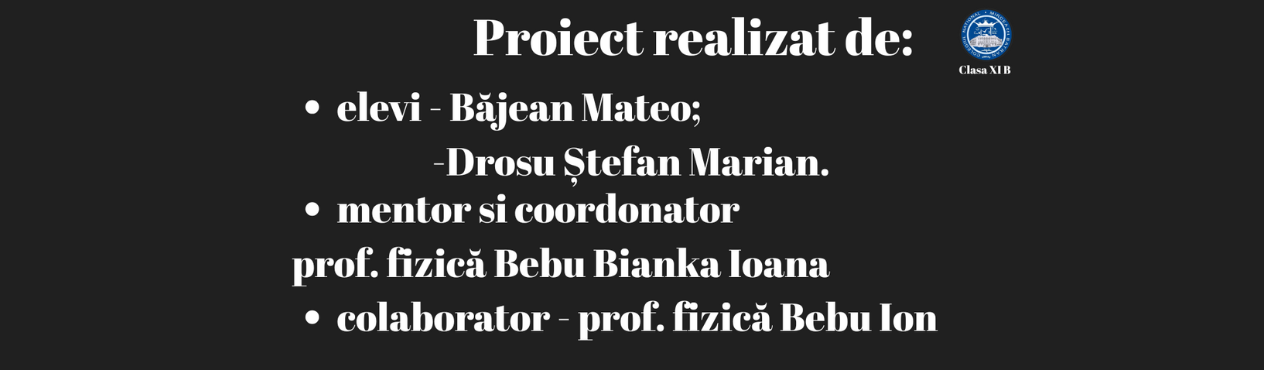 Proiect realizat de:
Clasa XI B
elevi - Băjean Mateo;
-Drosu Ștefan Marian.
mentor si coordonator
prof. fizică Bebu Bianka Ioana
colaborator - prof. fizică Bebu Ion